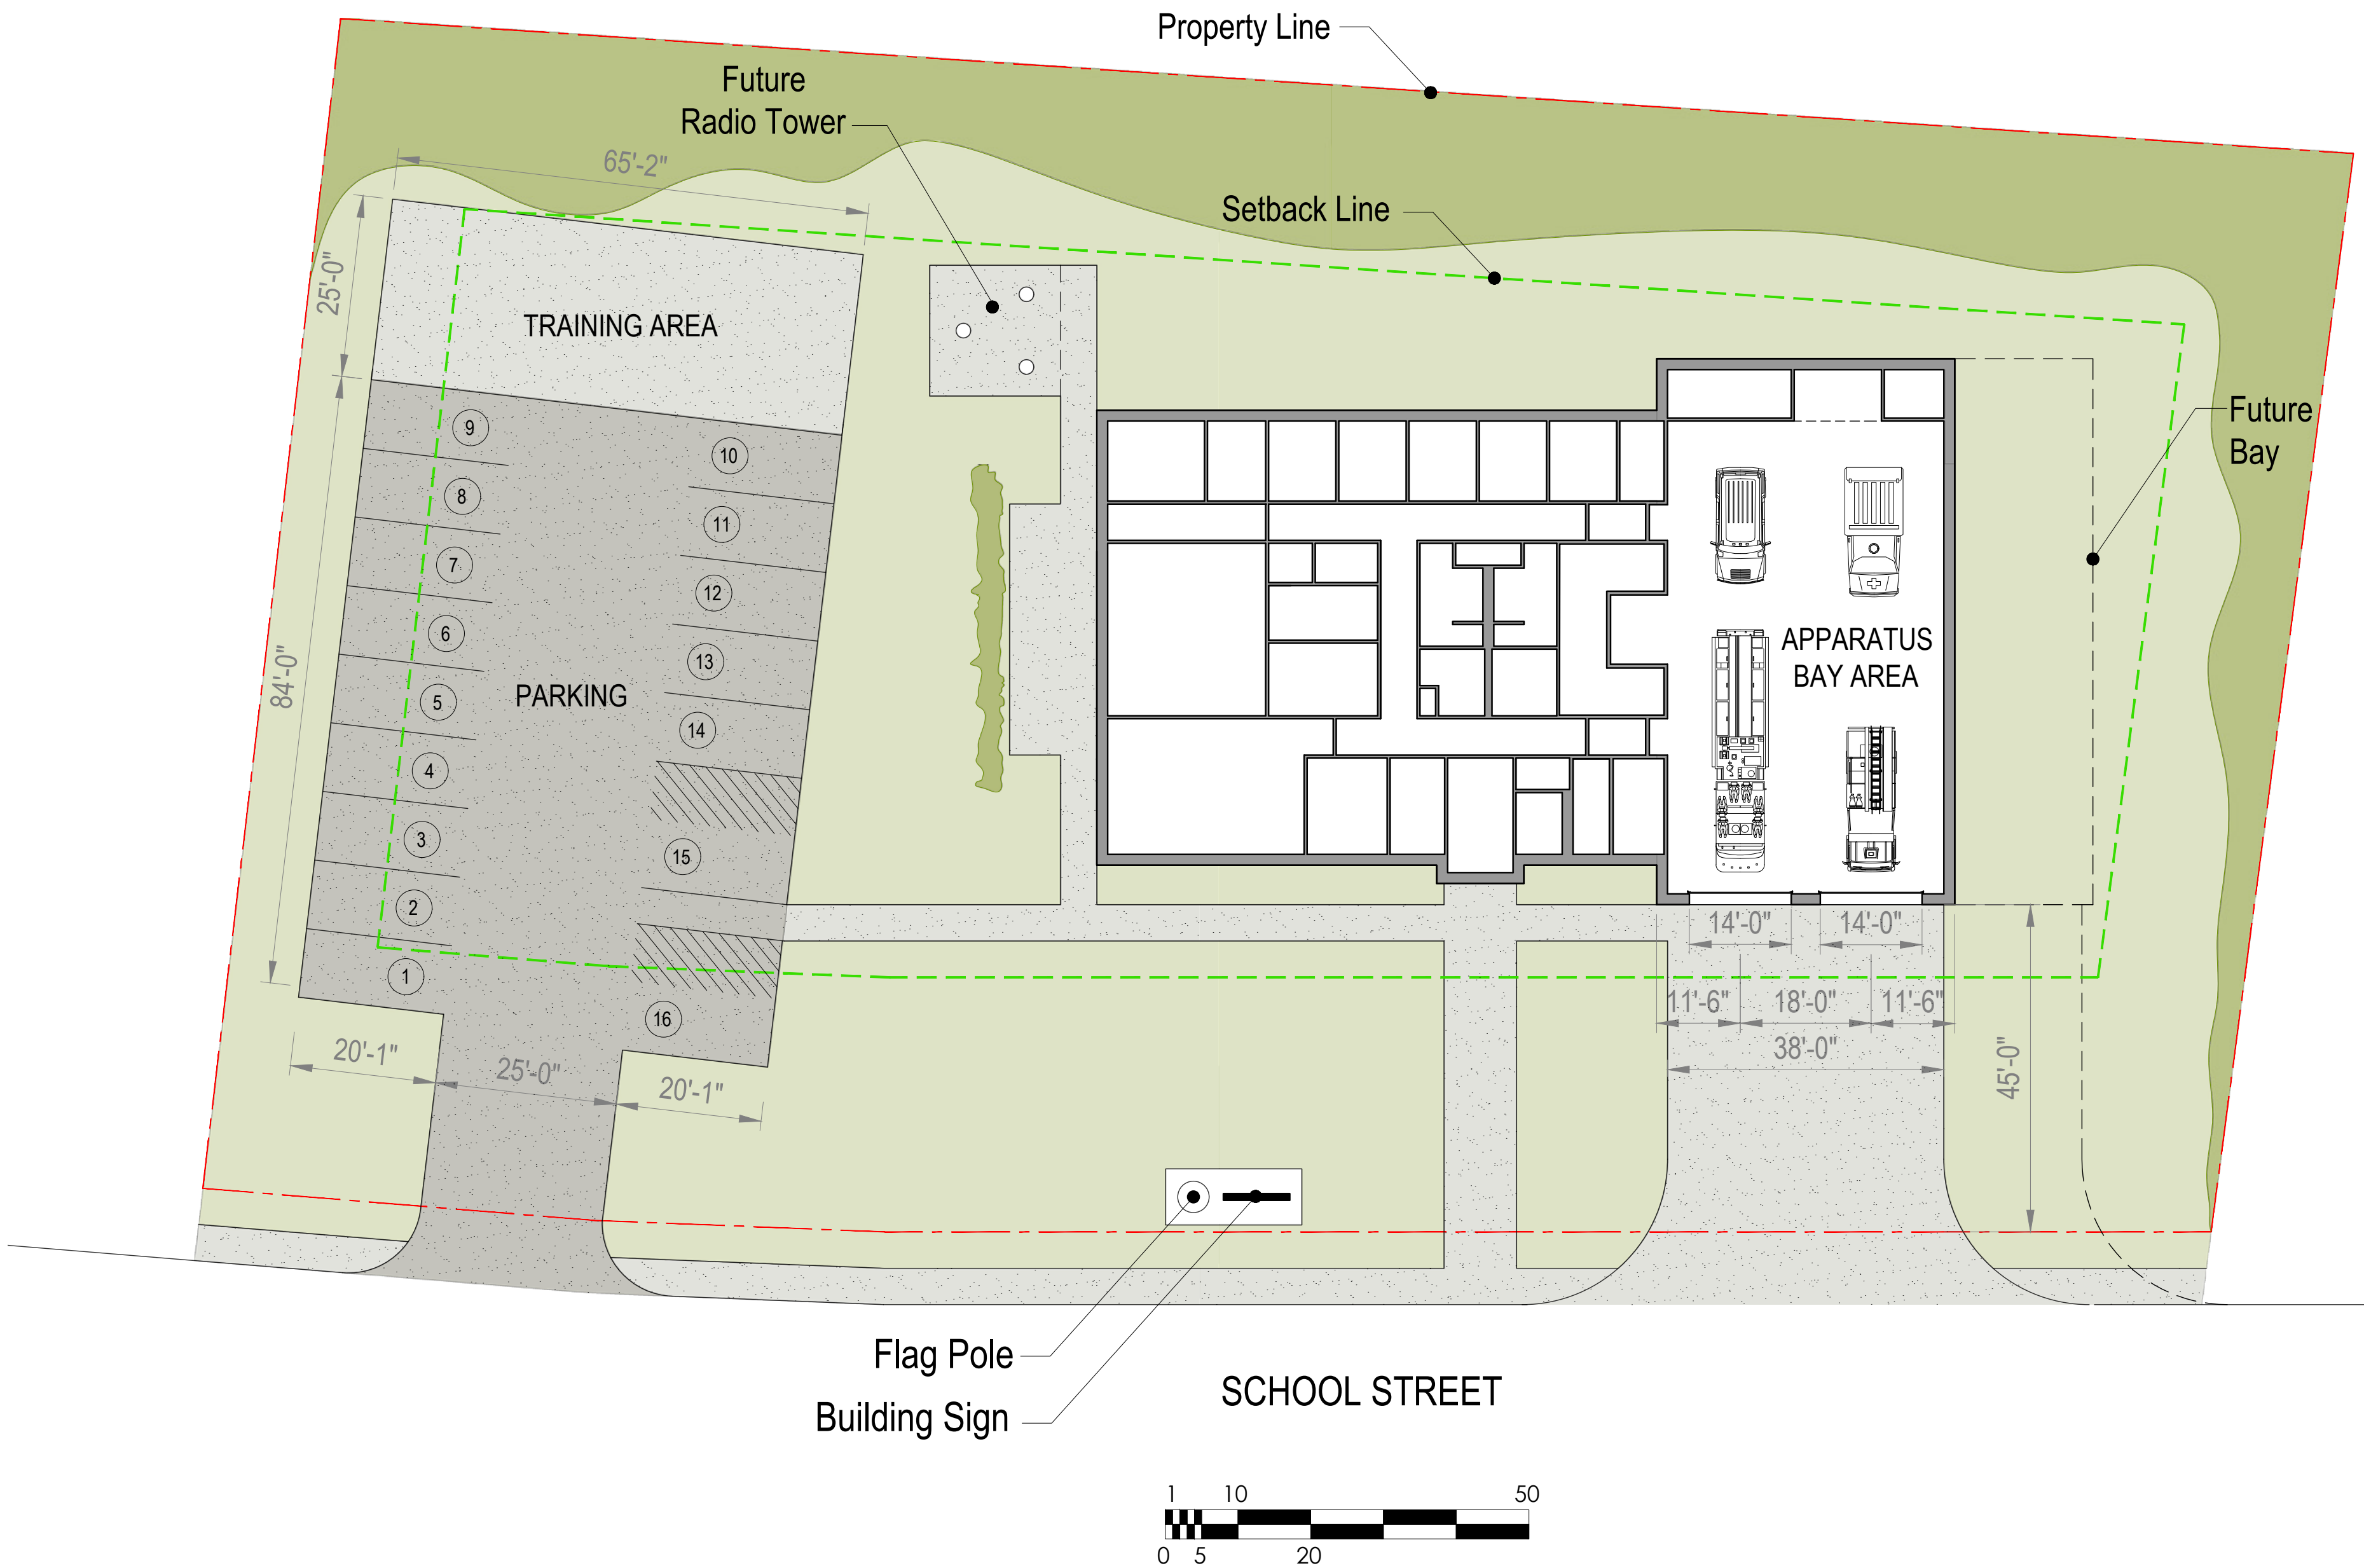 Property Line
Future
Radio Tower
65'-2"
Setback Line
25'-0"
TRAINING AREA
Future
Bay
9
10
8
11
7
12
6
13
84'-0"
5
PARKING
14
4
3
15
2
1
16
APPARATUS
BAY AREA
14'-0"
14'-0"
11'-6"
18'-0"
11'-6"
38'-0"
45'-0"
20'-1"
25'-0"
20'-1"
Flag Pole
Building Sign
SCHOOL STREET
1 10 50
0 5 20